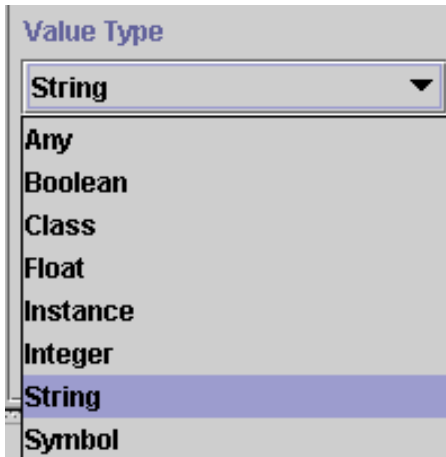 Value Type
String
Any
Boolean
Class
Float
Instance
Integer
String
Symbol